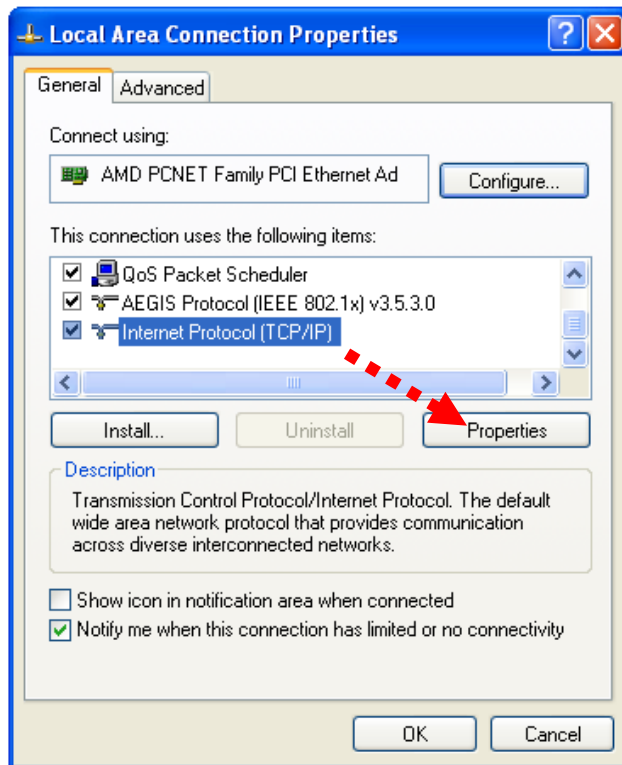 Local Area Connection Properties
General
Advanced
Connect using:
AMD PCNET Family PCI Ethernet Ad
Configure...
This connection uses the following items:
QoS Packet Scheduler
AEGIS Protocol (IEEE 802.1x) v3.5.3.0
Internet Protocol (TCP/IP)
Install...
Uninstall
Properties
Description
Transmission Control Protocol/Internet Protocol. The default
wide area network protocol that provides communication
across diverse interconnected networks.
Show icon in notification area when connected
Notify me when this connection has limited or no connectivity
OK
Cancel